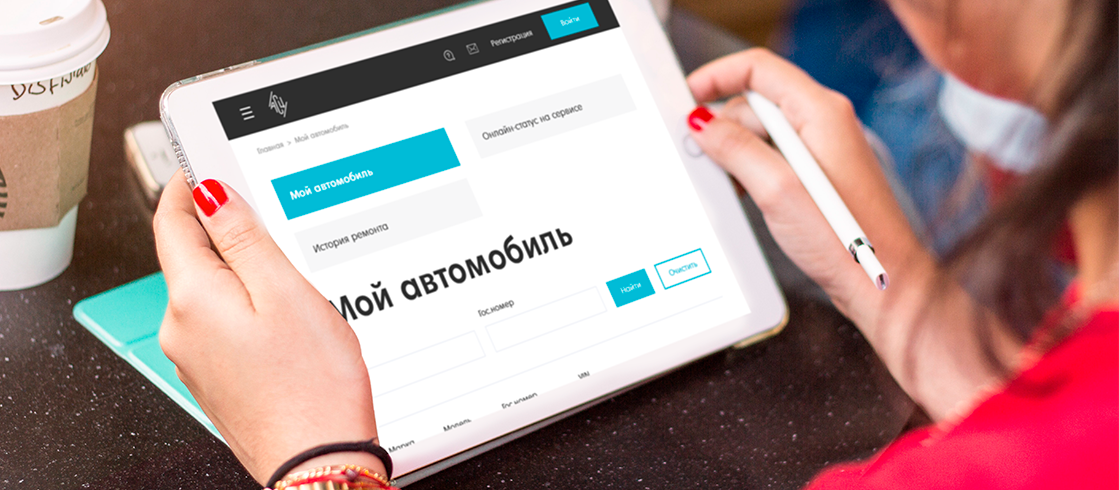 Регистрация
Войти
Главная > Мой автомобиль
Мой автомобиль
Онлайн-статус на сервисе
История ремонта
Мой автомобиль
Гос.номер
Найти
Очистить
Марка
Модель
Гос.номер
VIN